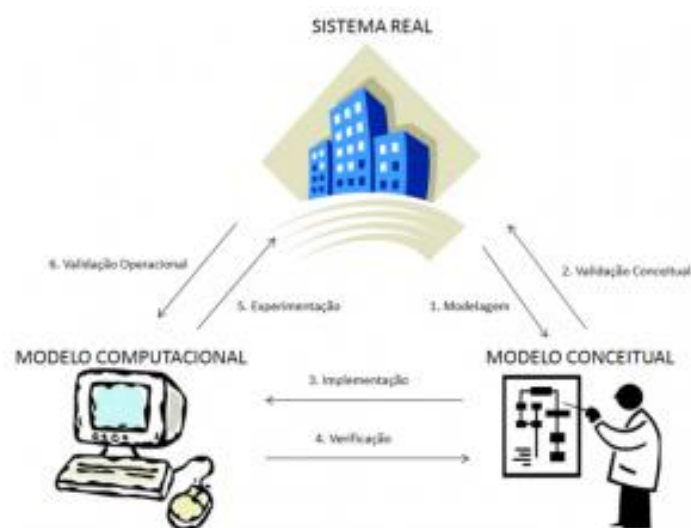 SISTEMA REAL
6. Validação Operacional
2. Validação Conceitual
5. Experimentação
1. Modelagem
MODELO COMPUTACIONAL
MODELO CONCEITUAL
3. Implementação
4. Verificação